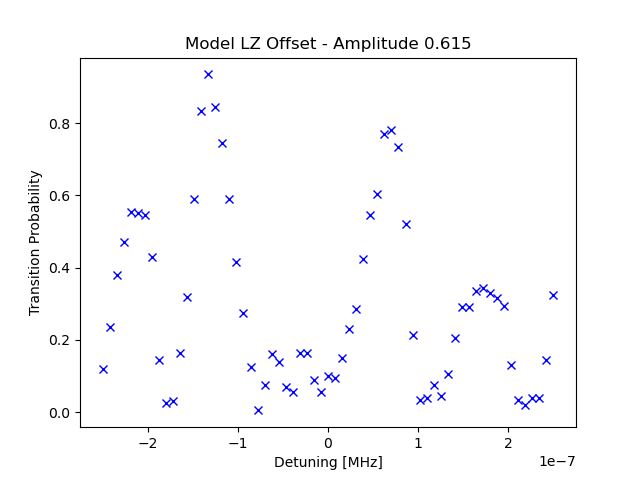 Model LZ Offset - Amplitude 0.615
Transition Probability
0.8
0.6
0.4
0.2
0.0
−2
−1
0
1
2
1e−7
Detuning [MHz]